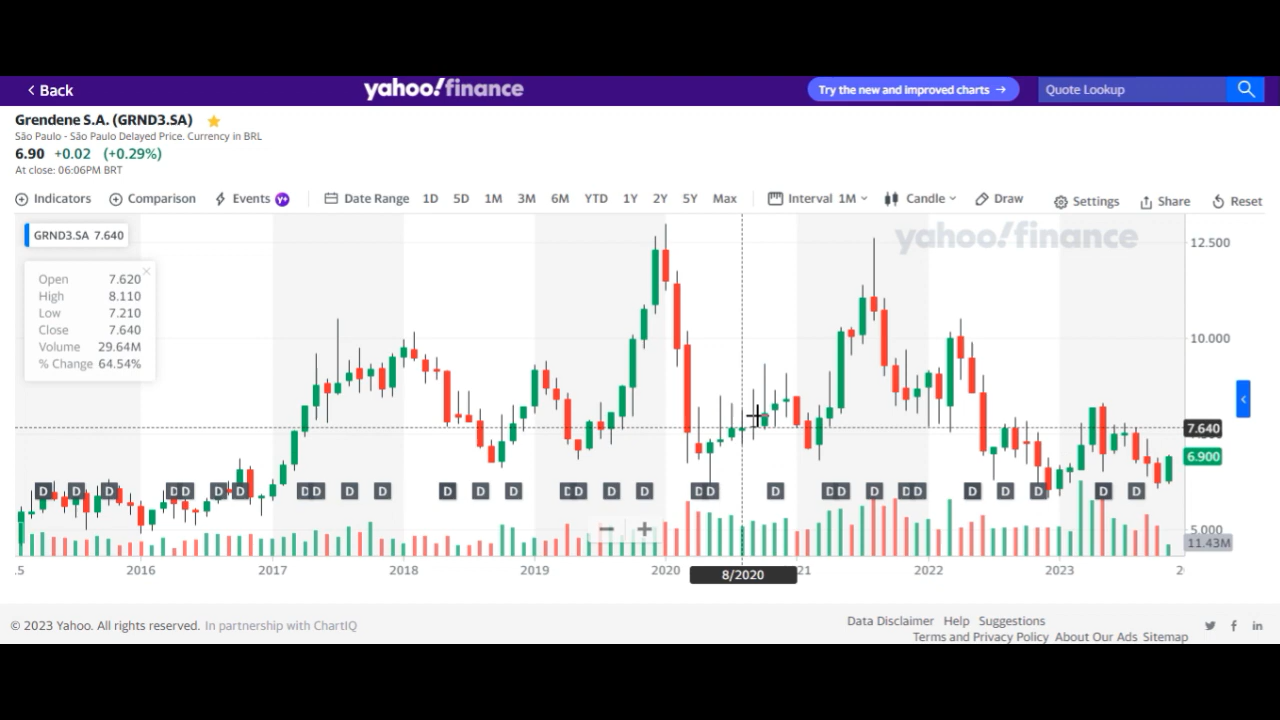 < Back
yahoo!finance
Try the new and improved charts →
Quote Lookup
Grendene S.A. (GRND3.SA)
São Paulo - São Paulo Delayed Price. Currency in BRL
6.90 +0.02 (+0.29%)
At close: 06:06PM BRT
Indicators Comparison Events Y+ Date Range 1D 5D 1M 3M 6M YTD 1Y 2Y 5Y Max Interval 1M Candle Draw Settings Share Reset
GRND3.SA 7.640
yahoo!finance
12.500
Open 7.620
High 8.110
Low 7.210
Close 7.640
Volume 29.64M
% Change 64.54%
10.000
7.640
6.900
D D D D D D D D D D D D D D D D D D D D D D D D D D D D D D D D
5.000
11.43M
.5 2016 2017 2018 2019 2020 8/2020 21 2022 2023 2
© 2023 Yahoo. All rights reserved. In partnership with ChartIQ
Data Disclaimer Help Suggestions
Terms and Privacy Policy About Our Ads Sitemap